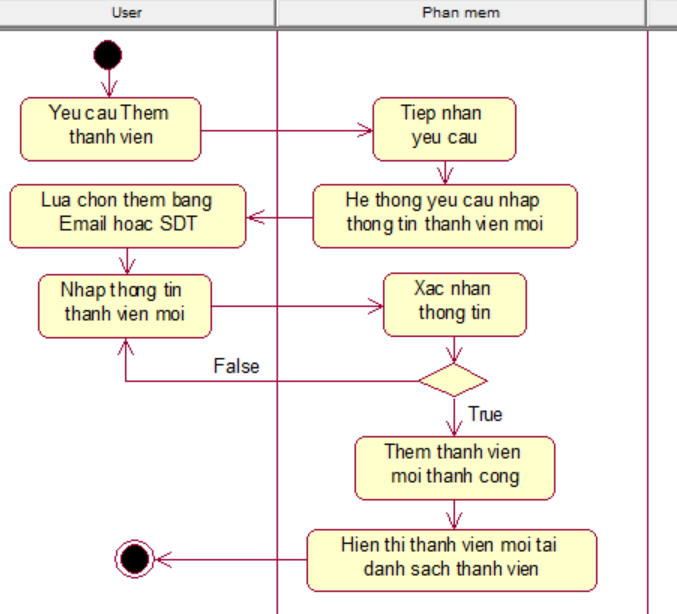 User
Phan mem
Yeu cau Them
thanh vien
Tiep nhan
yeu cau
Lua chon them bang
Email hoac SDT
He thong yeu cau nhap
thong tin thanh vien moi
Nhap thong tin
thanh vien moi
Xac nhan
thong tin
False
True
Them thanh vien
moi thanh cong
Hien thi thanh vien moi tai
danh sach thanh vien